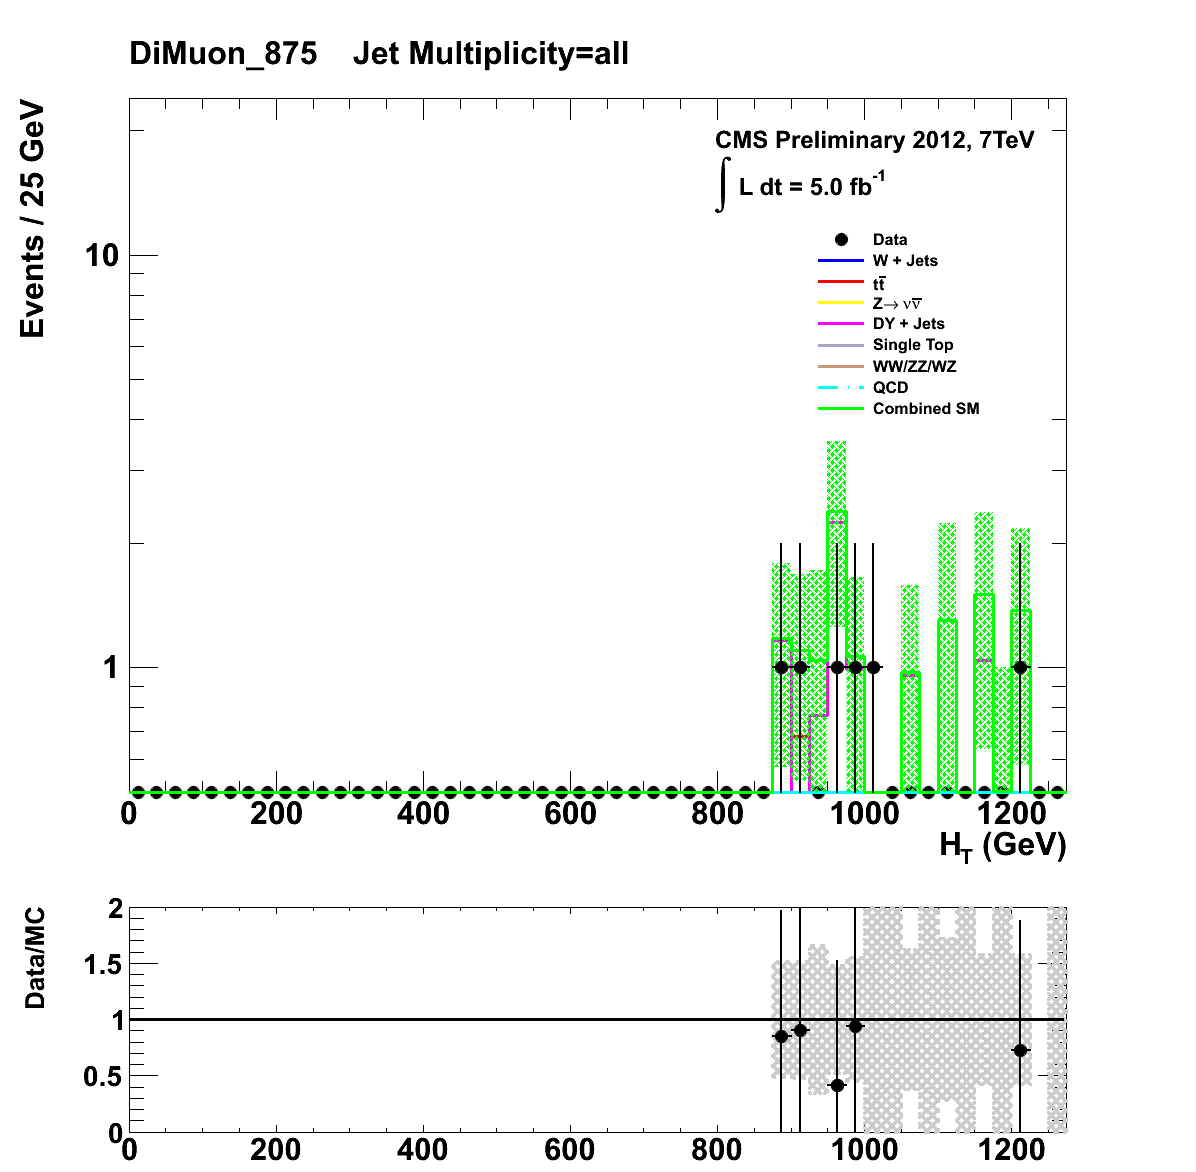 DiMuon_875 Jet Multiplicity=all
Events / 25 GeV
CMS Preliminary 2012, 7TeV
∫ L dt = 5.0 fb⁻¹
Data
W + Jets
tt̅
Z→ νν̅
DY + Jets
Single Top
WW/ZZ/WZ
QCD
Combined SM
10
1
0 200 400 600 800 1000 1200
H_T (GeV)
Data/MC
2
1.5
1
0.5
0
0 200 400 600 800 1000 1200